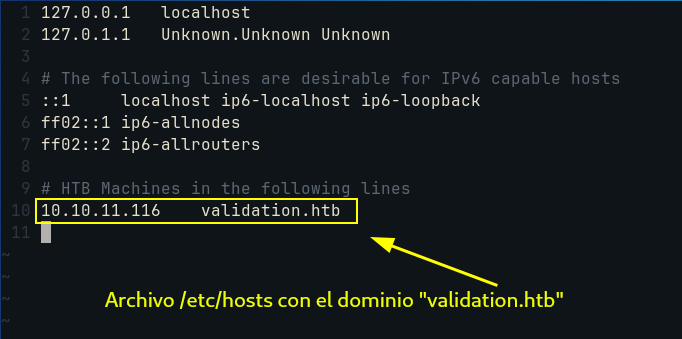 1 127.0.0.1 localhost
2 127.0.1.1 Unknown.Unknown Unknown
3
4 # The following lines are desirable for IPv6 capable hosts
5 ::1 localhost ip6-localhost ip6-loopback
6 ff02::1 ip6-allnodes
7 ff02::2 ip6-allrouters
8
9 # HTB Machines in the following lines
10 10.10.11.116 validation.htb
11
~
~
~
~
Archivo /etc/hosts con el dominio "validation.htb"